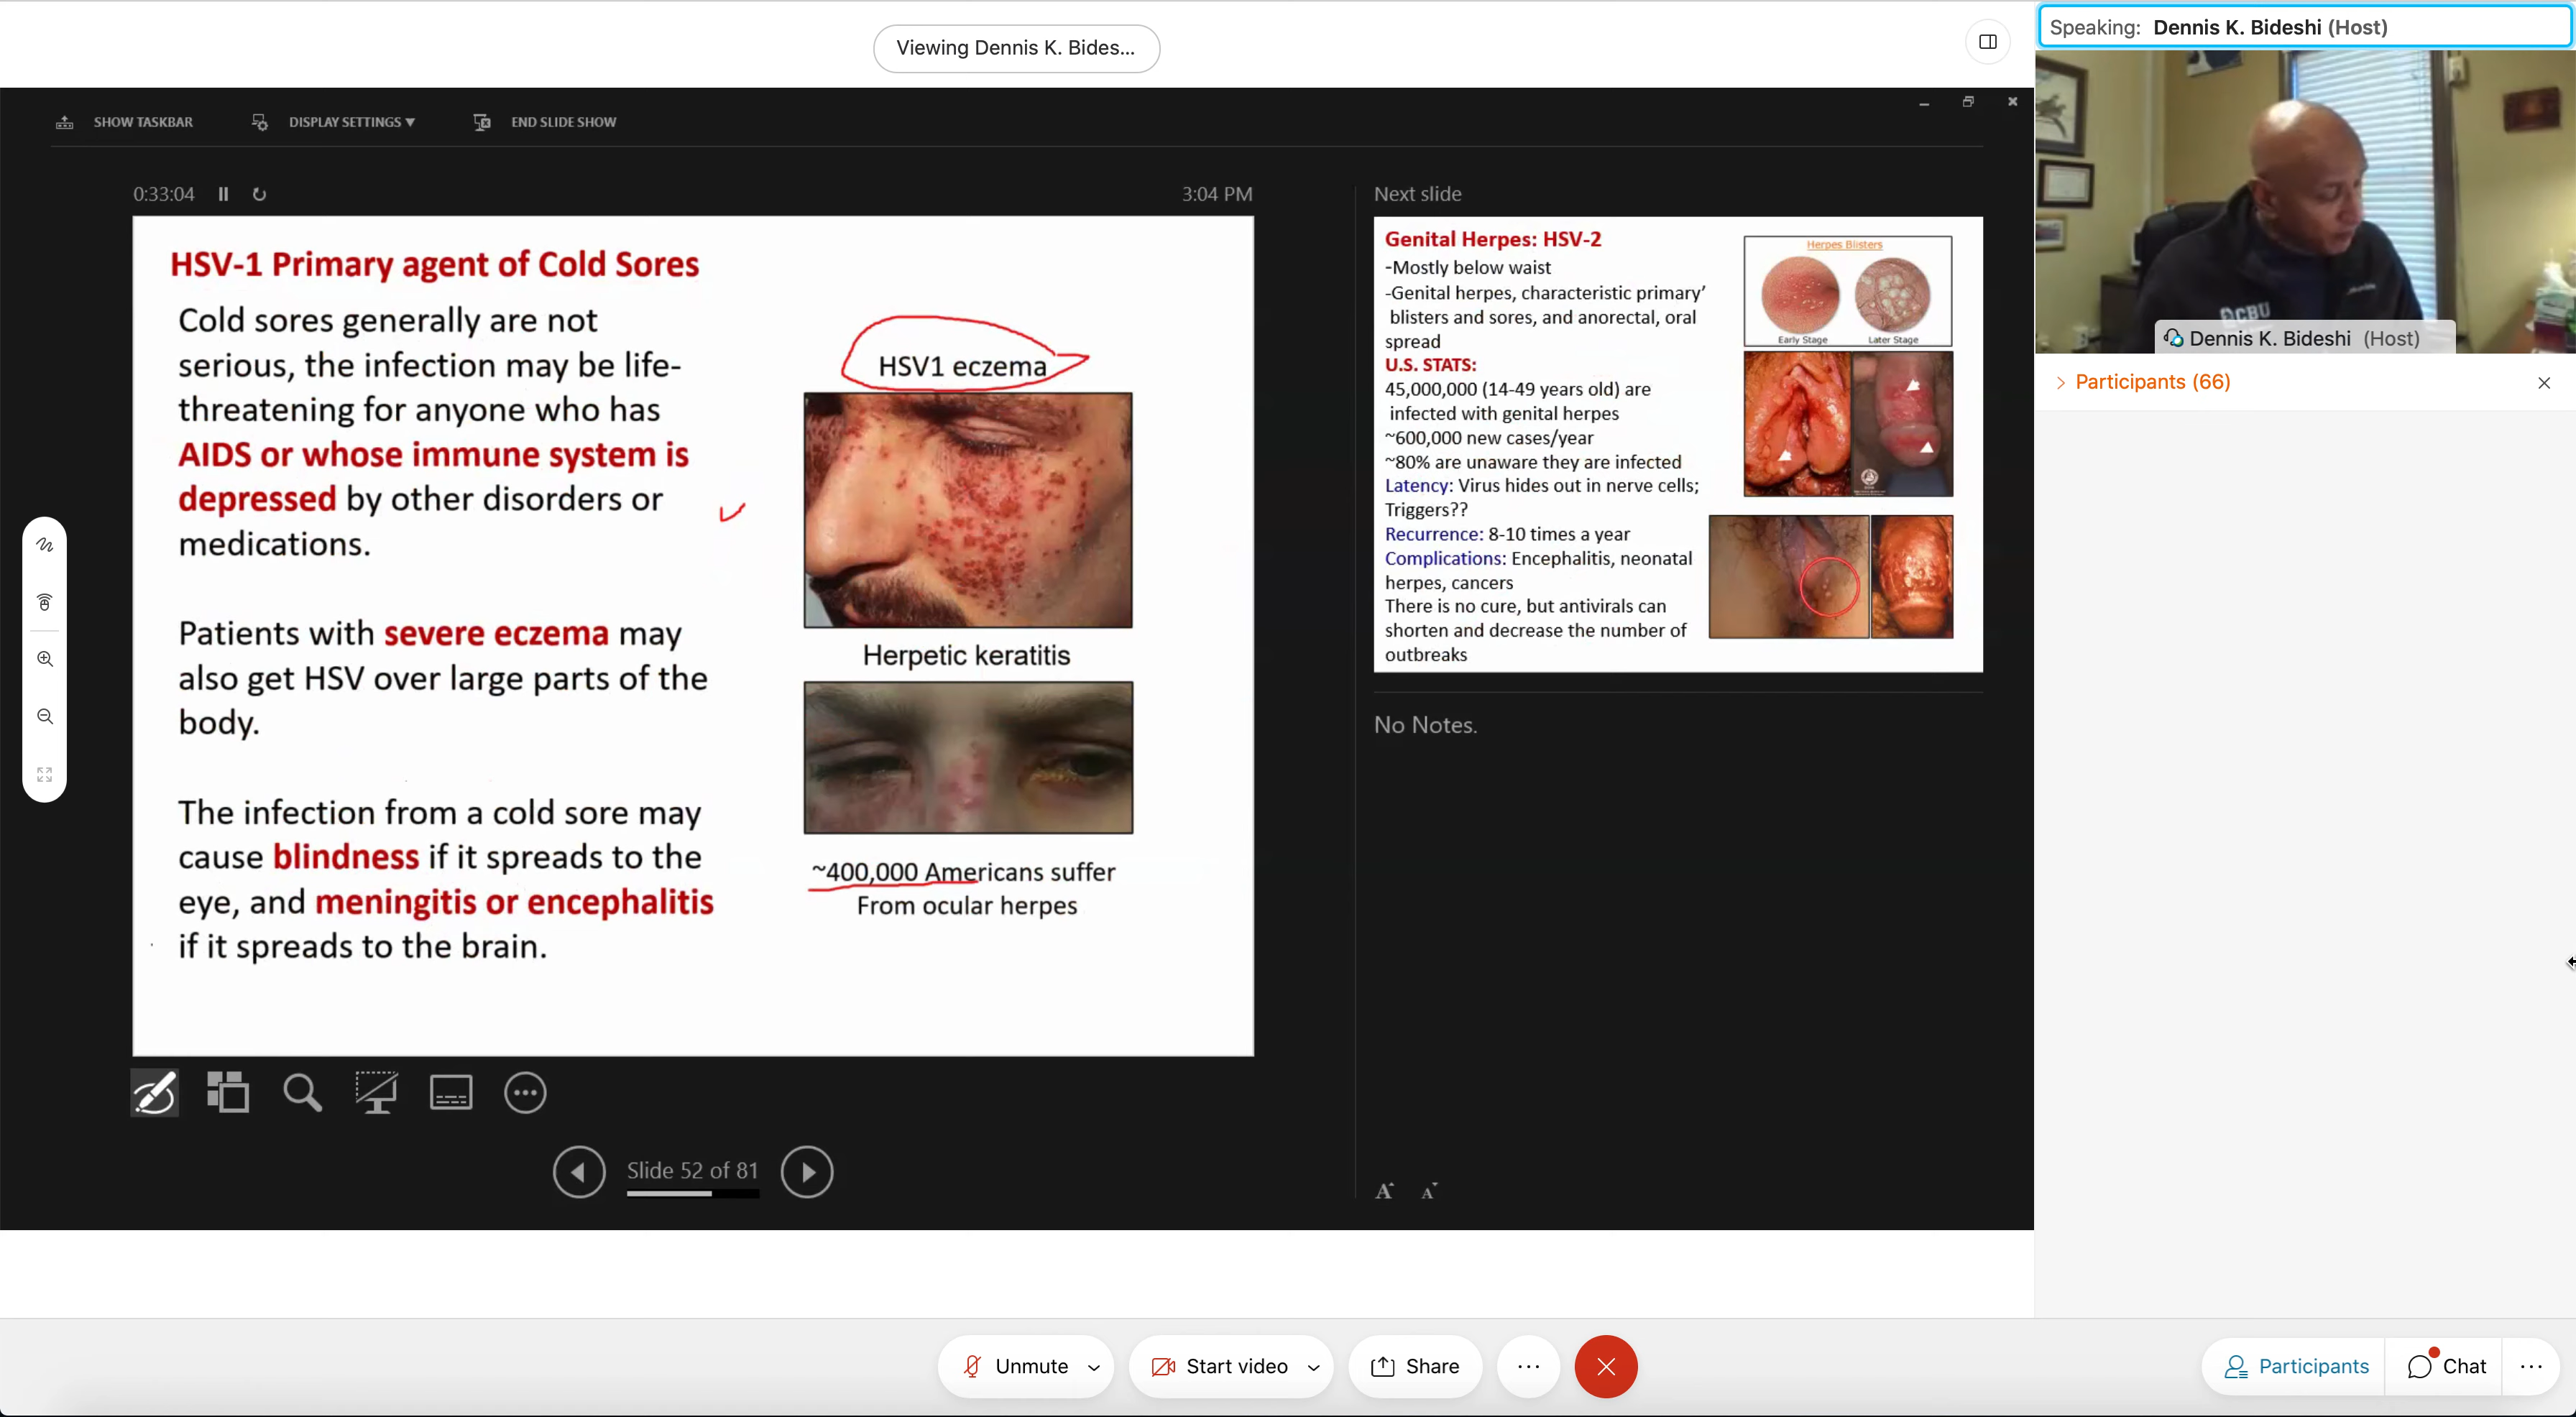 Viewing Dennis K. Bides...
Speaking: Dennis K. Bideshi (Host)
SHOW TASKBAR
DISPLAY SETTINGS ▼
END SLIDE SHOW
0:33:04
3:04 PM
HSV-1 Primary agent of Cold Sores
Cold sores generally are not
serious, the infection may be life-
threatening for anyone who has
AIDS or whose immune system is
depressed by other disorders or
medications.
Patients with severe eczema may
also get HSV over large parts of the
body.
The infection from a cold sore may
cause blindness if it spreads to the
eye, and meningitis or encephalitis
if it spreads to the brain.
HSV1 eczema
Herpetic keratitis
~400,000 Americans suffer
From ocular herpes
Slide 52 of 81
Next slide
Genital Herpes: HSV-2
-Mostly below waist
-Genital herpes, characteristic primary’
blisters and sores, and anorectal, oral
spread
U.S. STATS:
45,000,000 (14-49 years old) are
infected with genital herpes
~600,000 new cases/year
~80% are unaware they are infected
Latency: Virus hides out in nerve cells;
Triggers??
Recurrence: 8-10 times a year
Complications: Encephalitis, neonatal
herpes, cancers
There is no cure, but antivirals can
shorten and decrease the number of
outbreaks
Herpes Blisters
Early Stage
Later Stage
No Notes.
A A
CBU
Dennis K. Bideshi (Host)
Participants (66)
Unmute
Start video
Share
Participants
Chat